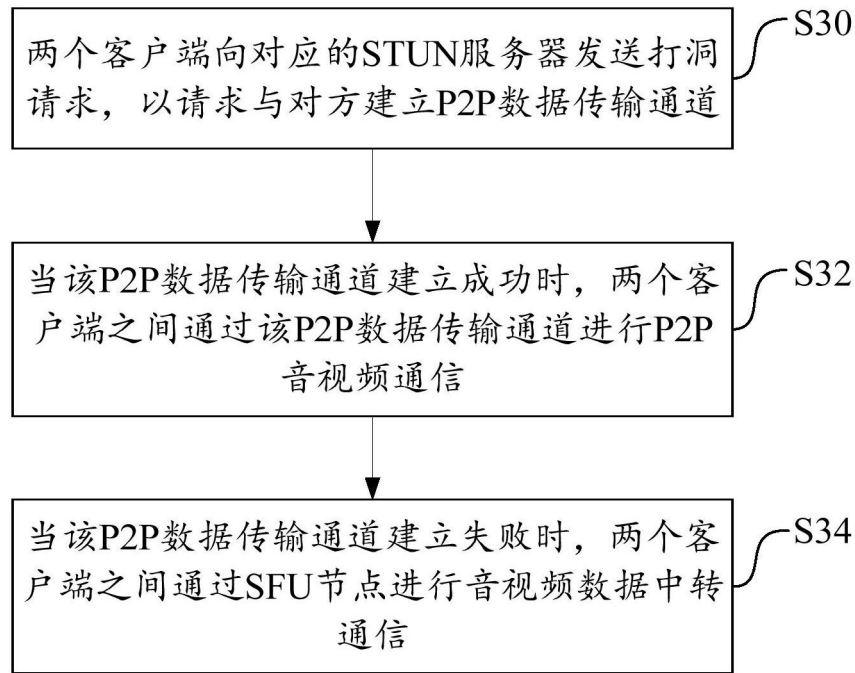 S30
两个客户端向对应的STUN服务器发送打洞
请求，以请求与对方建立P2P数据传输通道
S32
当该P2P数据传输通道建立成功时，两个客
户端之间通过该P2P数据传输通道进行P2P
音视频通信
S34
当该P2P数据传输通道建立失败时，两个客
户端之间通过SFU节点进行音视频数据中转
通信